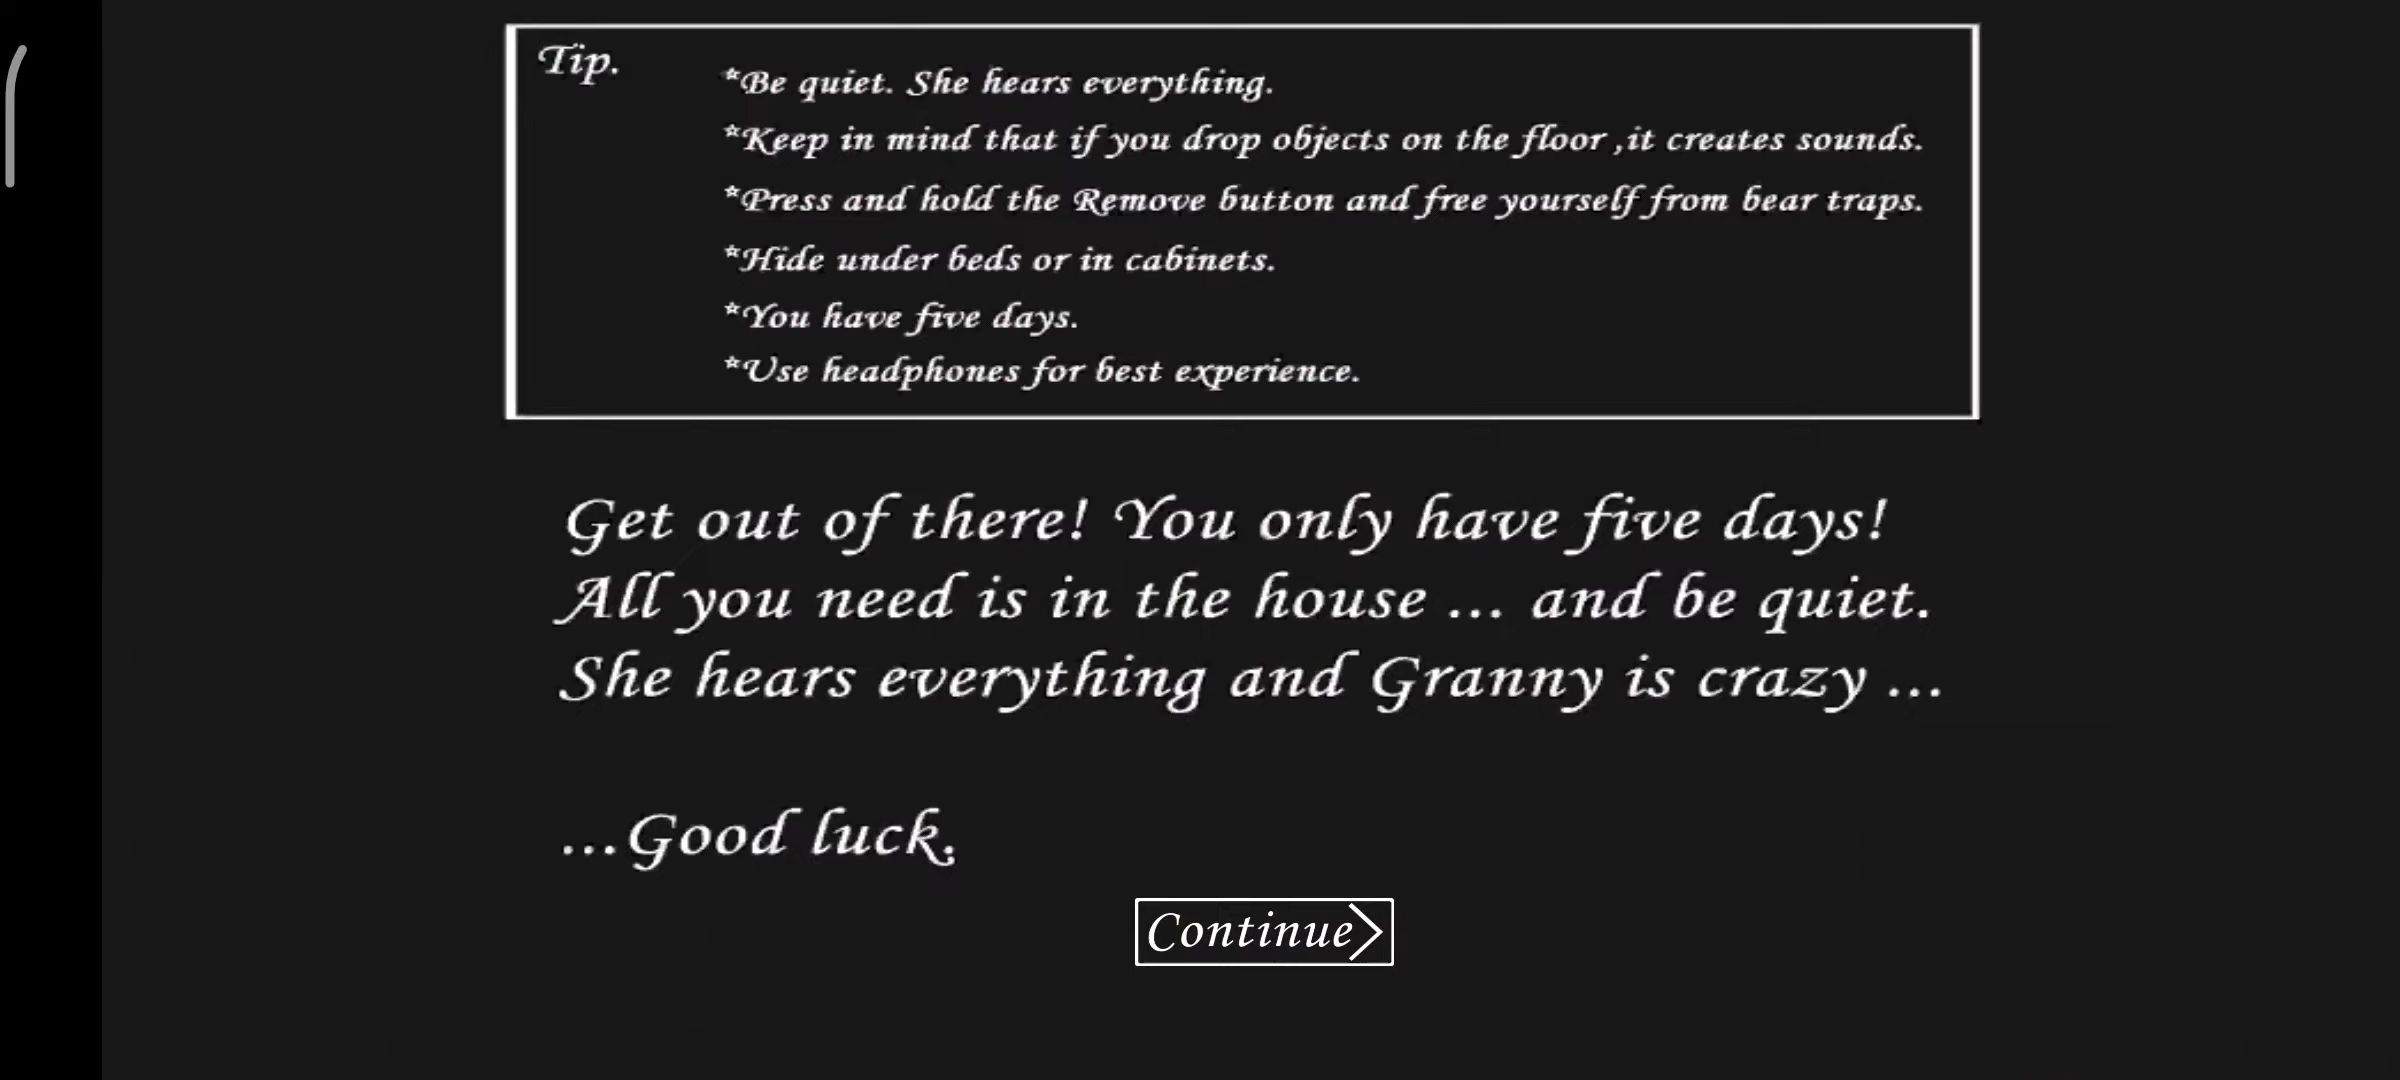 Tip.
*Be quiet. She hears everything.
*Keep in mind that if you drop objects on the floor ,it creates sounds.
*Press and hold the Remove button and free yourself from bear traps.
*Hide under beds or in cabinets.
*You have five days.
*Use headphones for best experience.
Get out of there! You only have five days!
All you need is in the house ... and be quiet.
She hears everything and Granny is crazy ...
...Good luck.
Continue